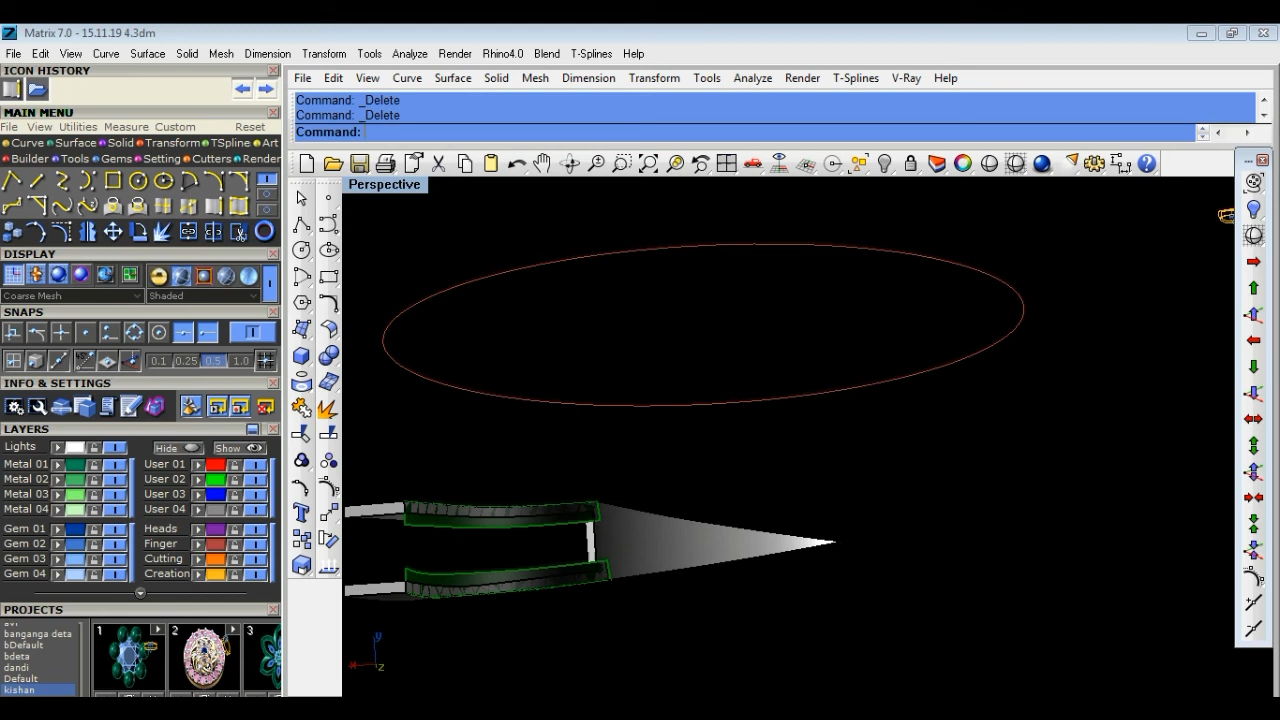 Matrix 7.0 - 15.11.19 4.3dm
File Edit View Curve Surface Solid Mesh Dimension Transform Tools Analyze Render Rhino4.0 Blend T-Splines Help
ICON HISTORY
MAIN MENU
File View Utilities Measure Custom Reset
Curve Surface Solid Transform TSpline Art
Builder Tools Gems Setting Cutters Render
DISPLAY
Coarse Mesh Shaded
SNAPS
0.1 0.25 0.5 1.0
INFO & SETTINGS
LAYERS
Lights Hide Show
Metal 01 User 01
Metal 02 User 02
Metal 03 User 03
Metal 04 User 04
Gem 01 Heads
Gem 02 Finger
Gem 03 Cutting
Gem 04 Creation
PROJECTS
banganga deta
bDefault
bdeta
dandi
Default
kishan
1 2 3
File Edit View Curve Surface Solid Mesh Dimension Transform Tools Analyze Render T-Splines V-Ray Help
Command: _Delete
Command: _Delete
Command:
Perspective
y
x
z